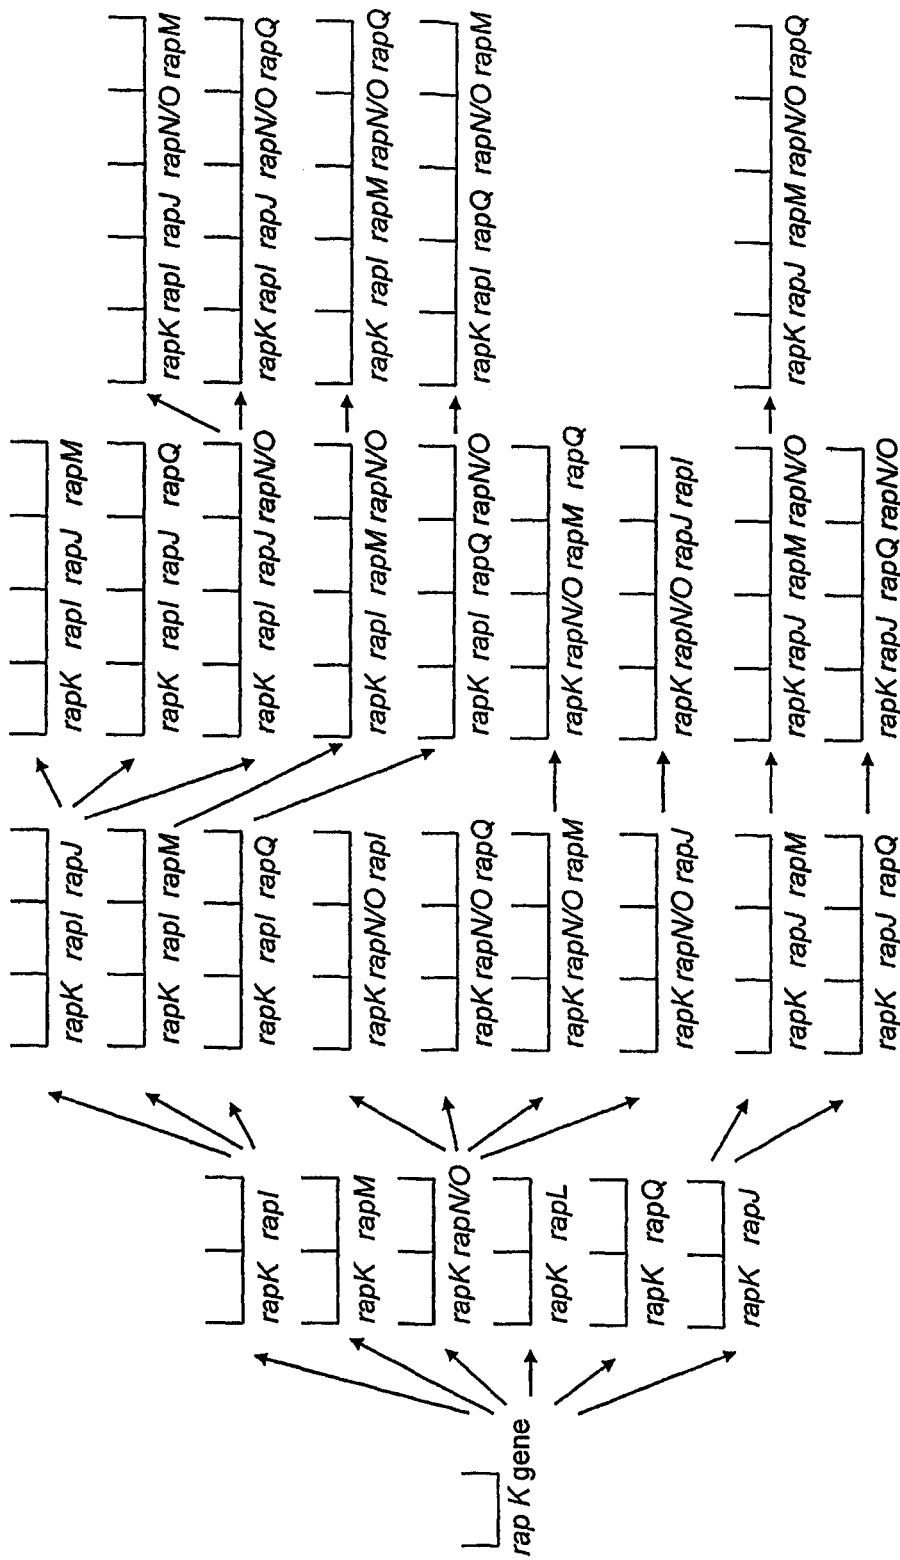 rap K gene
rapK rapI
rapK rapM
rapK rapN/O
rapK rapL
rapK rapQ
rapK rapJ
rapK rapI rapJ
rapK rapI rapM
rapK rapI rapQ
rapK rapN/O rapI
rapK rapN/O rapQ
rapK rapN/O rapM
rapK rapN/O rapJ
rapK rapJ rapM
rapK rapJ rapQ
rapK rapI rapJ rapM
rapK rapI rapJ rapQ
rapK rapI rapJ rapN/O
rapK rapI rapM rapN/O
rapK rapI rapQ rapN/O
rapK rapN/O rapM rapQ
rapK rapN/O rapJ rapI
rapK rapJ rapM rapN/O
rapK rapJ rapQ rapN/O
rapK rapI rapJ rapN/O rapM
rapK rapI rapJ rapN/O rapQ
rapK rapI rapM rapN/O rapQ
rapK rapI rapQ rapN/O rapM
rapK rapJ rapM rapN/O rapQ